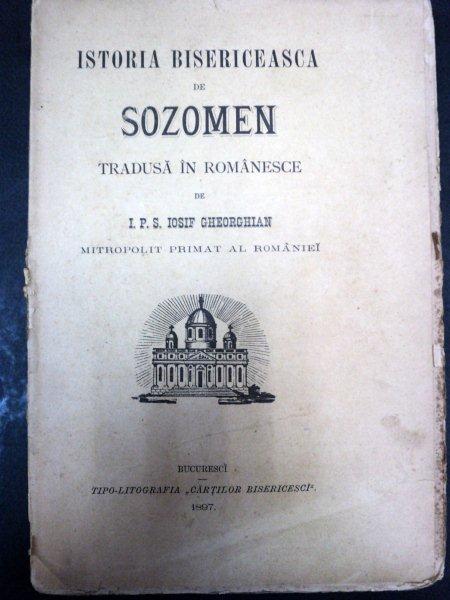 ISTORIA BISERICEASCA
DE
SOZOMEN
TRADUSĂ ÎN ROMÂNESCE
DE
I. P. S. IOSIF GHEORGHIAN
MITROPOLIT PRIMAT AL ROMÂNIEĬ
BUCURESCĬ
TIPO-LITOGRAFIA „CĂRȚILOR BISERICESCĬ".
1897.